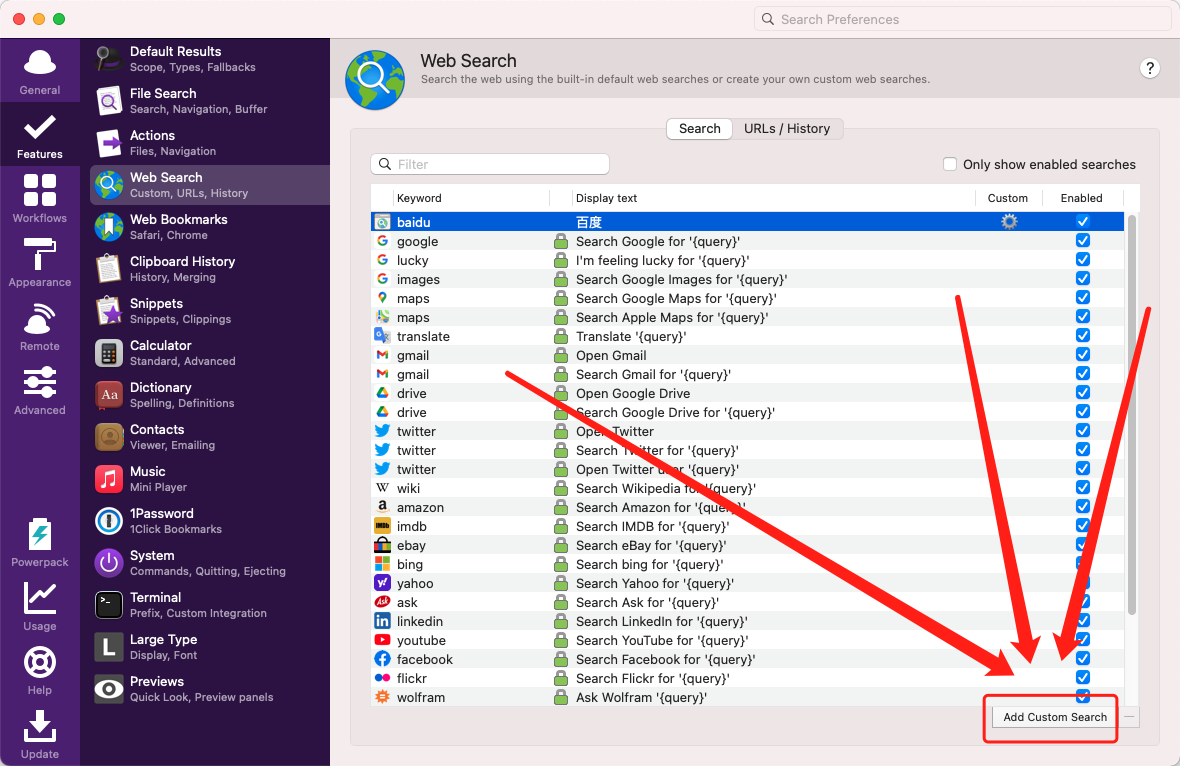 Search Preferences
General
Features
Workflows
Appearance
Remote
Advanced
Powerpack
Usage
Help
Update
Default Results
Scope, Types, Fallbacks
File Search
Search, Navigation, Buffer
Actions
Files, Navigation
Web Search
Custom, URLs, History
Web Bookmarks
Safari, Chrome
Clipboard History
History, Merging
Snippets
Snippets, Clippings
Calculator
Standard, Advanced
Aa
Dictionary
Spelling, Definitions
Contacts
Viewer, Emailing
Music
Mini Player
1Password
1Click Bookmarks
System
Commands, Quitting, Ejecting
Terminal
Prefix, Custom Integration
L
Large Type
Display, Font
Previews
Quick Look, Preview panels
Web Search
Search the web using the built-in default web searches or create your own custom web searches.
?
Search URLs / History
Filter
Only show enabled searches
Keyword Display text Custom Enabled
baidu 百度
google Search Google for '{query}'
lucky I'm feeling lucky for '{query}'
images Search Google Images for '{query}'
maps Search Google Maps for '{query}'
maps Search Apple Maps for '{query}'
translate Translate '{query}'
gmail Open Gmail
gmail Search Gmail for '{query}'
drive Open Google Drive
drive Search Google Drive for '{query}'
twitter Open Twitter
twitter Search Twitter for '{query}'
twitter Open Twitter user '{query}'
wiki Search Wikipedia for '{query}'
amazon Search Amazon for '{query}'
imdb Search IMDB for '{query}'
ebay Search eBay for '{query}'
bing Search bing for '{query}'
yahoo Search Yahoo for '{query}'
ask Search Ask for '{query}'
linkedin Search LinkedIn for '{query}'
youtube Search YouTube for '{query}'
facebook Search Facebook for '{query}'
flickr Search Flickr for '{query}'
wolfram Ask Wolfram '{query}'
Add Custom Search